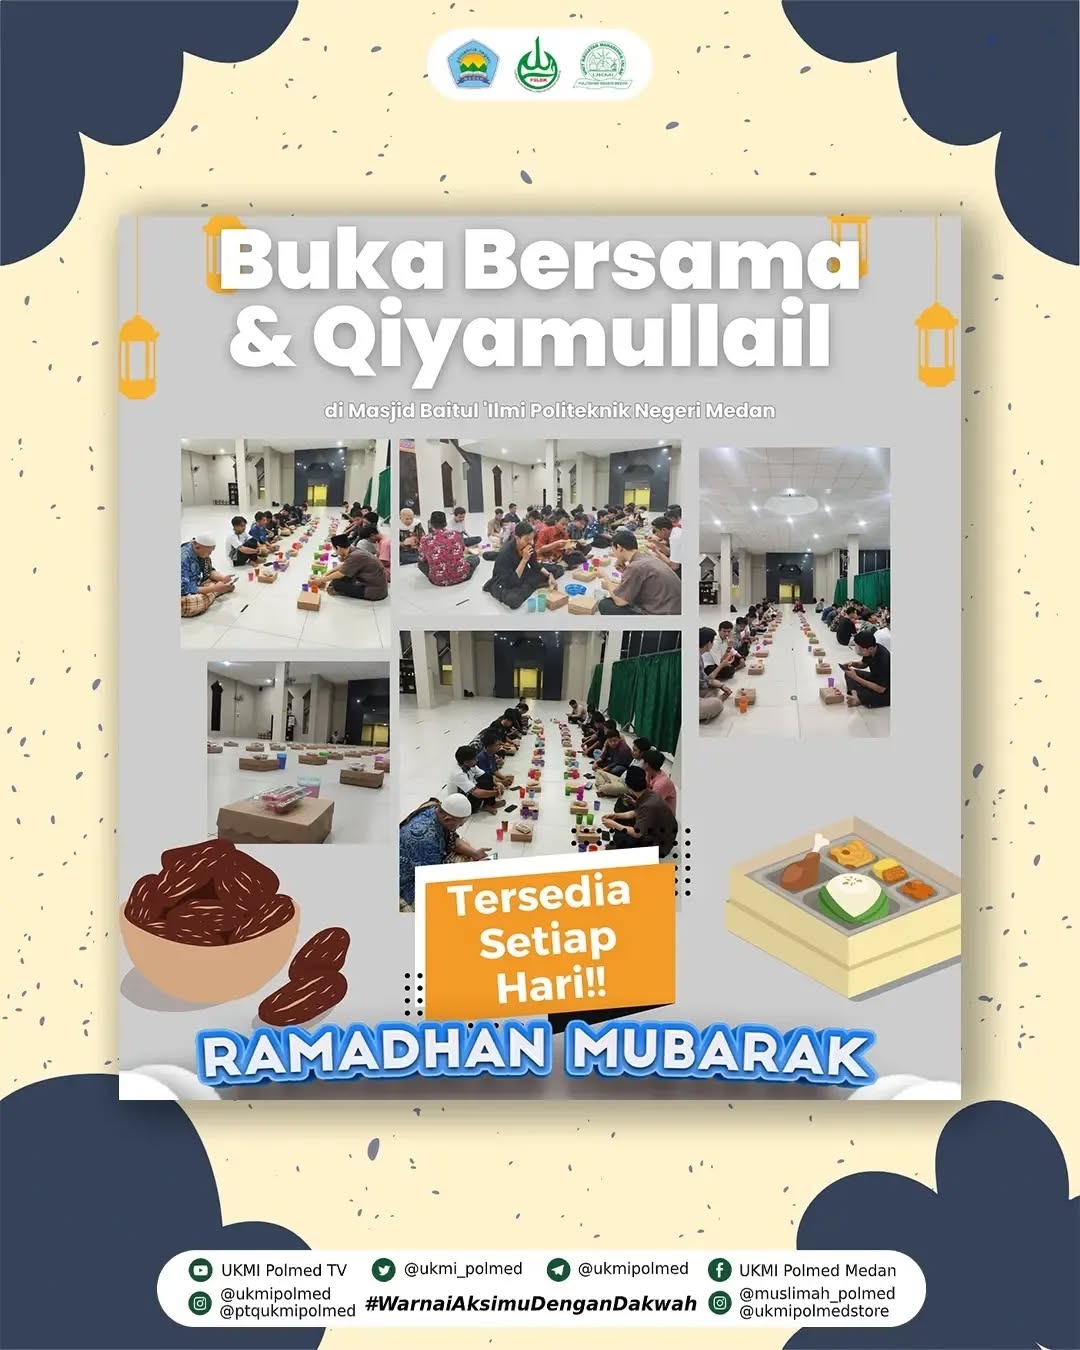 Buka Bersama
& Qiyamullail
di Masjid Baitul 'Ilmi Politeknik Negeri Medan
Tersedia
Setiap
Hari!!
RAMADHAN MUBARAK
UKMI Polmed TV
@ukmi_polmed
@ukmipolmed
UKMI Polmed Medan
@ukmipolmed
@ptqukmipolmed
#WarnaiAksimuDenganDakwah
@muslimah_polmed
@ukmipolmedstore